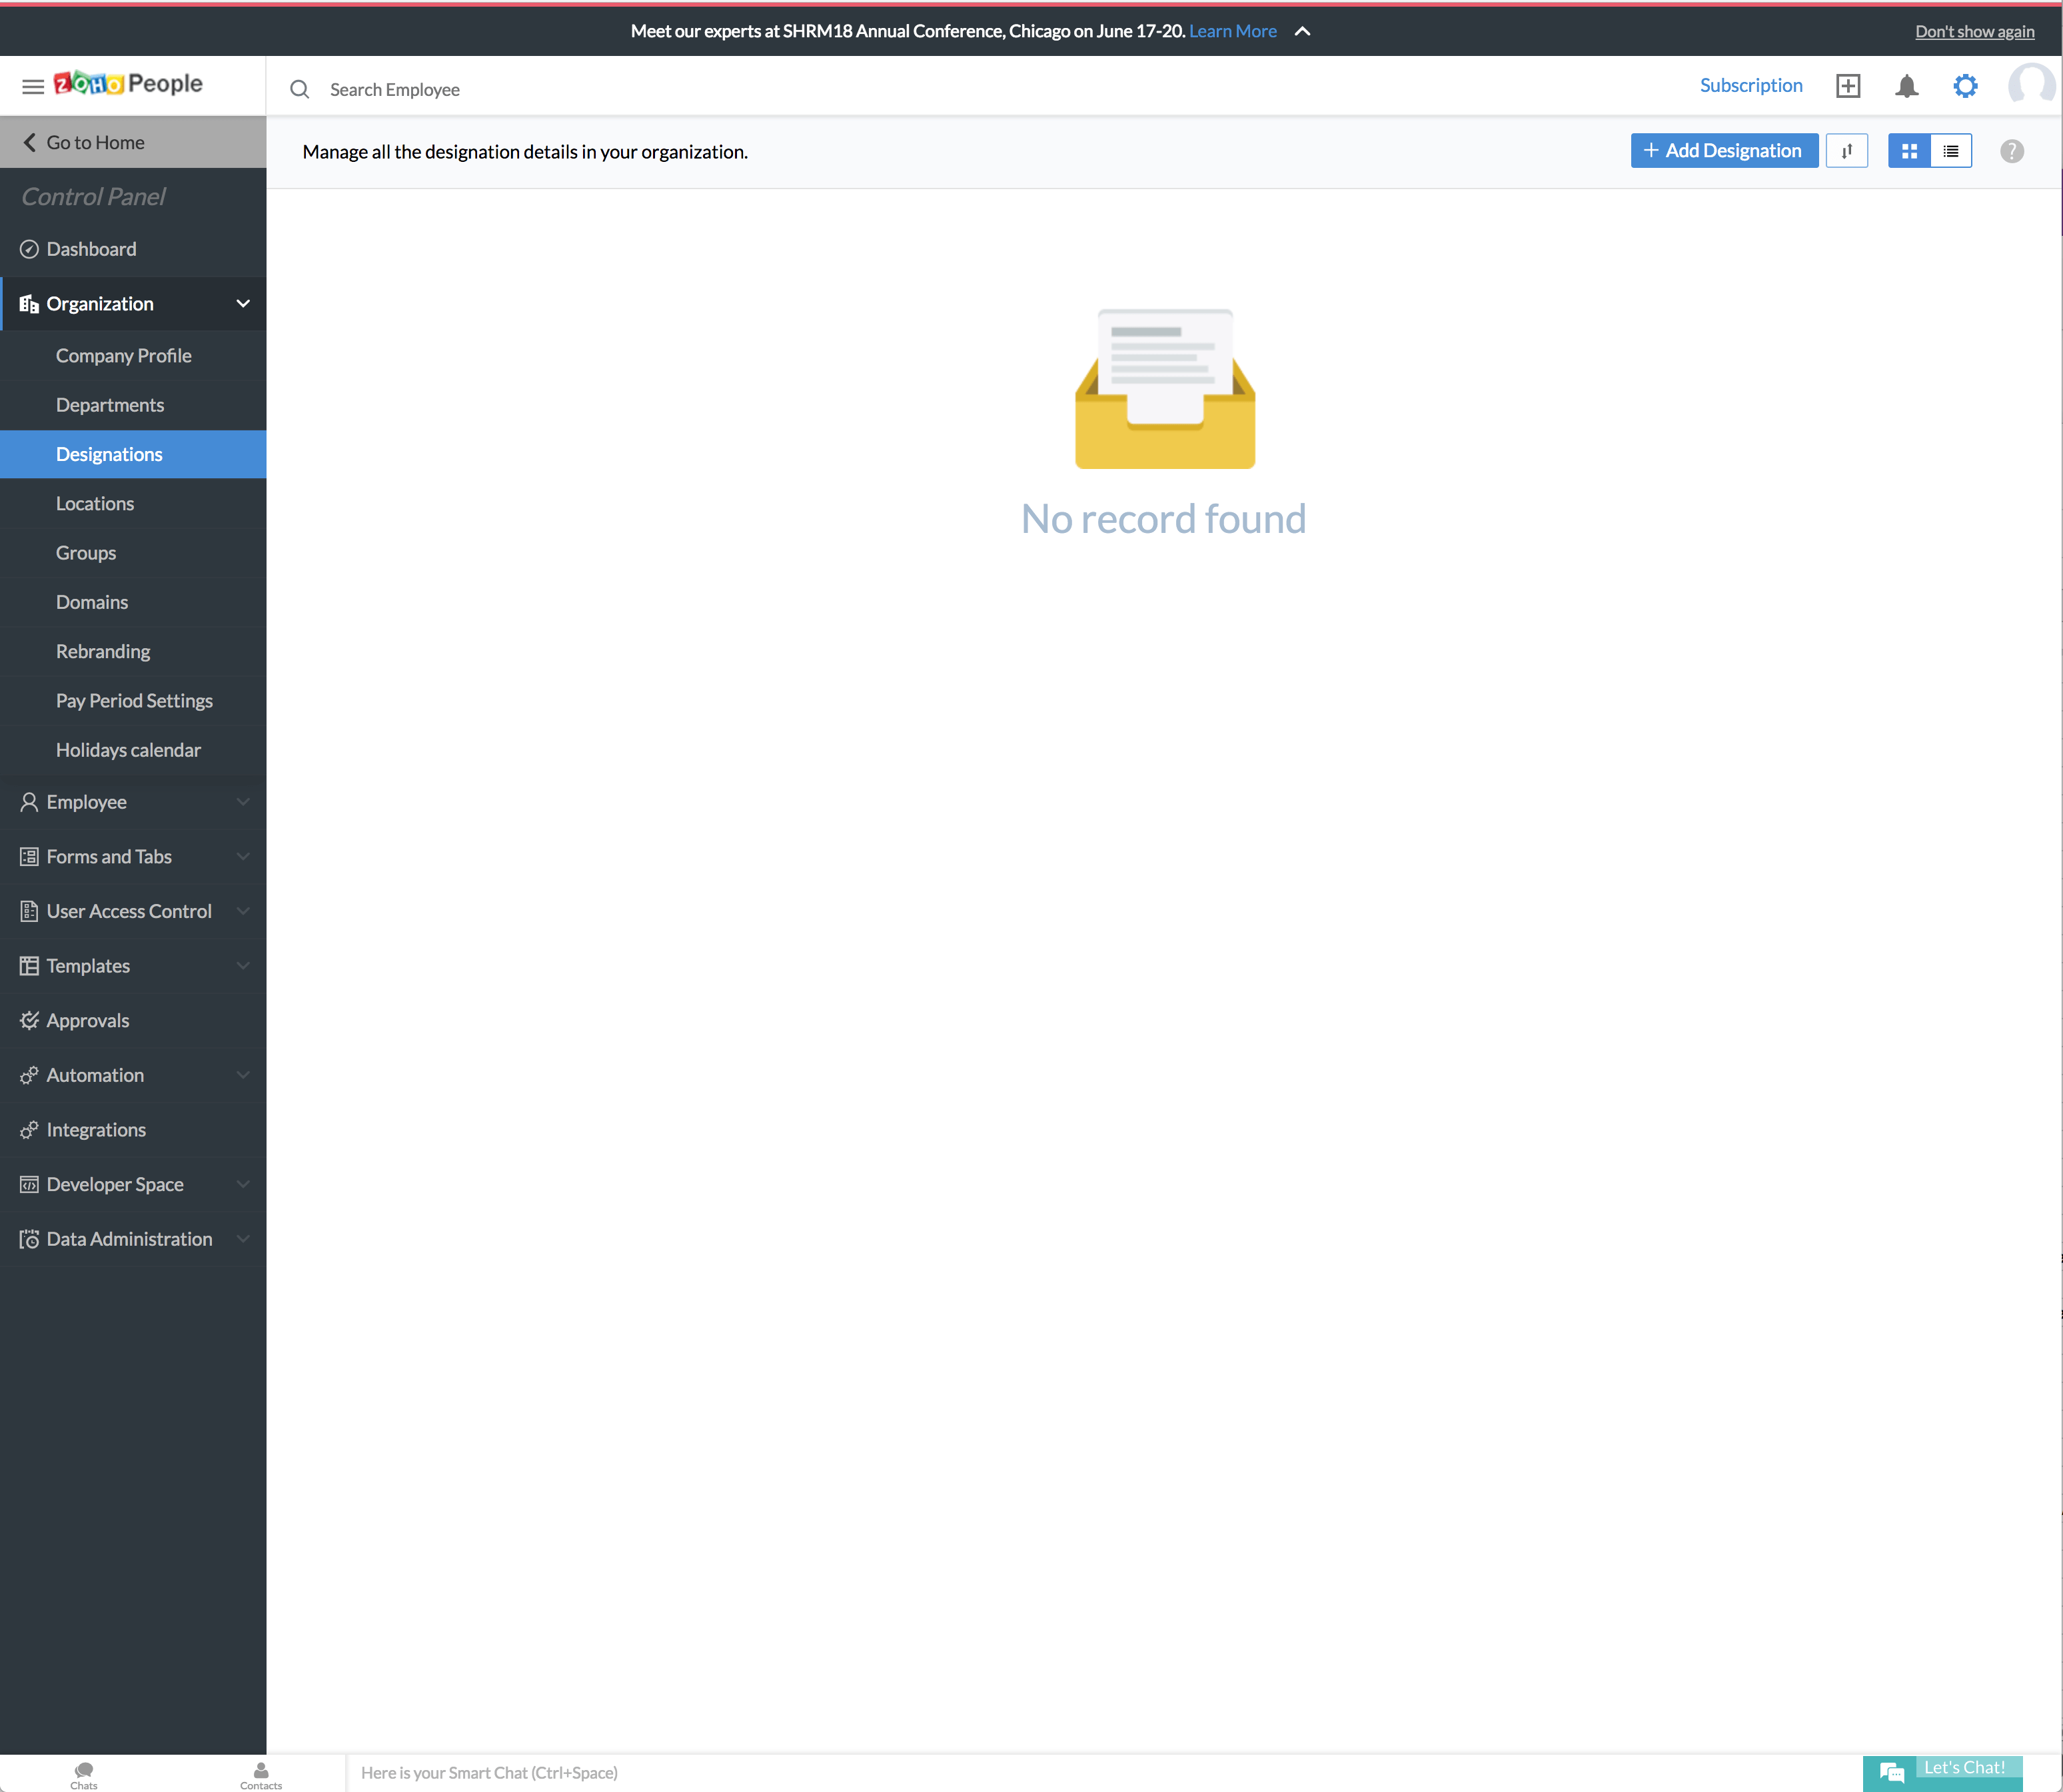 Meet our experts at SHRM18 Annual Conference, Chicago on June 17-20. Learn More
Don't show again
ZOHO People
Search Employee
Subscription
Go to Home
Manage all the designation details in your organization.
+ Add Designation
?
Control Panel
Dashboard
Organization
Company Profile
Departments
Designations
Locations
Groups
Domains
Rebranding
Pay Period Settings
Holidays calendar
No record found
Employee
Forms and Tabs
User Access Control
Templates
Approvals
Automation
Integrations
Developer Space
Data Administration
Chats
Contacts
Here is your Smart Chat (Ctrl+Space)
Let's Chat!